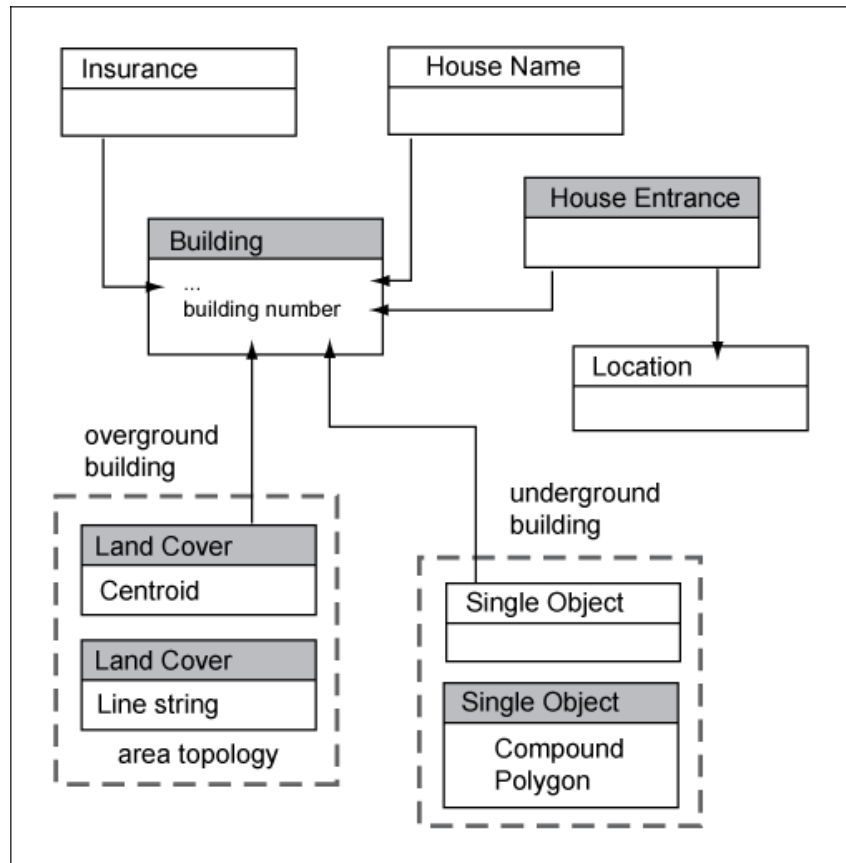 Insurance
House Name
House Entrance
Building
...
building number
Location
overground
building
underground
building
Land Cover
Centroid
Single Object
Land Cover
Line string
Single Object
Compound
Polygon
area topology